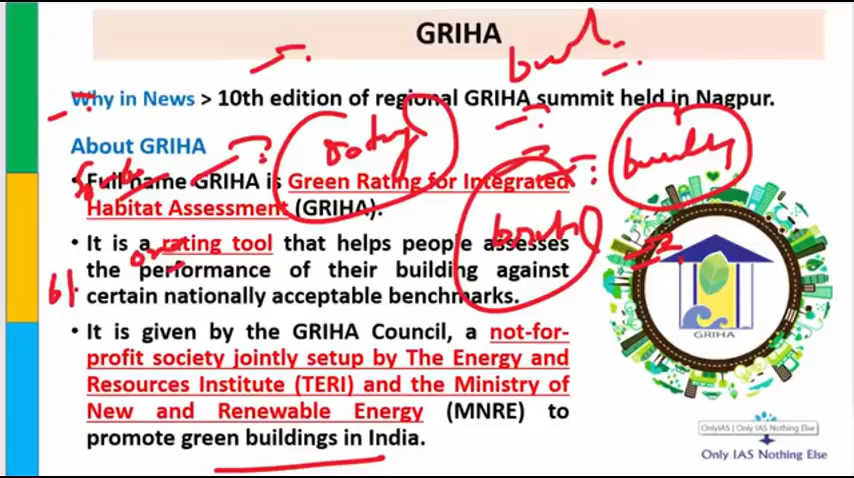 GRIHA
Why in News > 10th edition of regional GRIHA summit held in Nagpur.
About GRIHA
• Full name GRIHA is Green Rating for Integrated
Habitat Assessment (GRIHA).
• It is a rating tool that helps people assesses
the performance of their building against
certain nationally acceptable benchmarks.
• It is given by the GRIHA Council, a not-for-
profit society jointly setup by The Energy and
Resources Institute (TERI) and the Ministry of
New and Renewable Energy (MNRE) to
promote green buildings in India.
rating
GRIHA
OnlyIAS | Only IAS Nothing Else
Only IAS Nothing Else